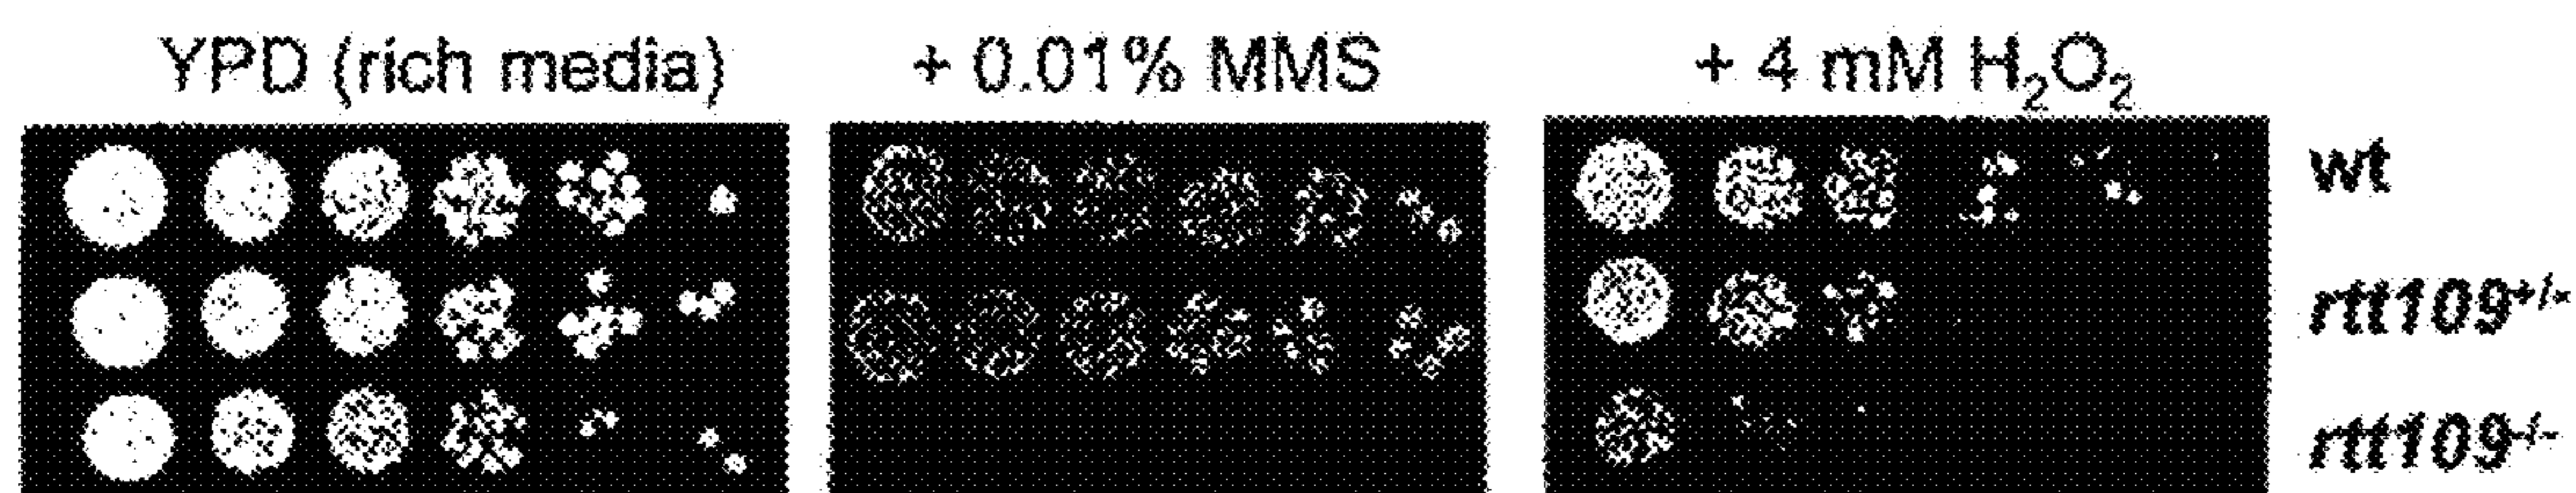 YPD (rich media) + 0.01% MMS + 4 mM H₂O₂
wt
rtt109+/-
rtt109-/-